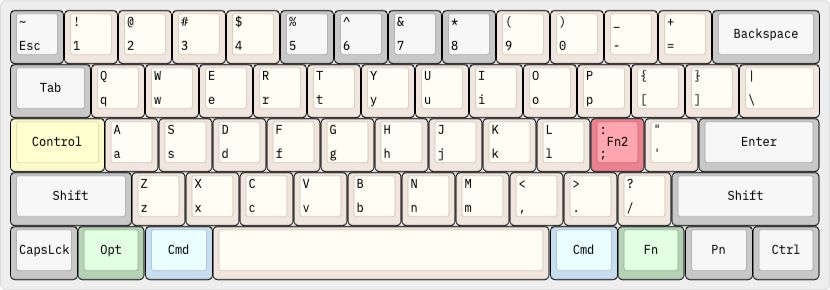 ~ ! @ # $ % ^ & * ( ) _ +
Esc 1 2 3 4 5 6 7 8 9 0 - = Backspace
Q W E R T Y U I O P { } |
Tab q w e r t y u i o p [ ] \
A S D F G H J K L : "
Control a s d f g h j k l ; Fn2 ' Enter
Z X C V B N M < > ?
Shift z x c v b n m , . / Shift
CapsLck Opt Cmd Cmd Fn Pn Ctrl